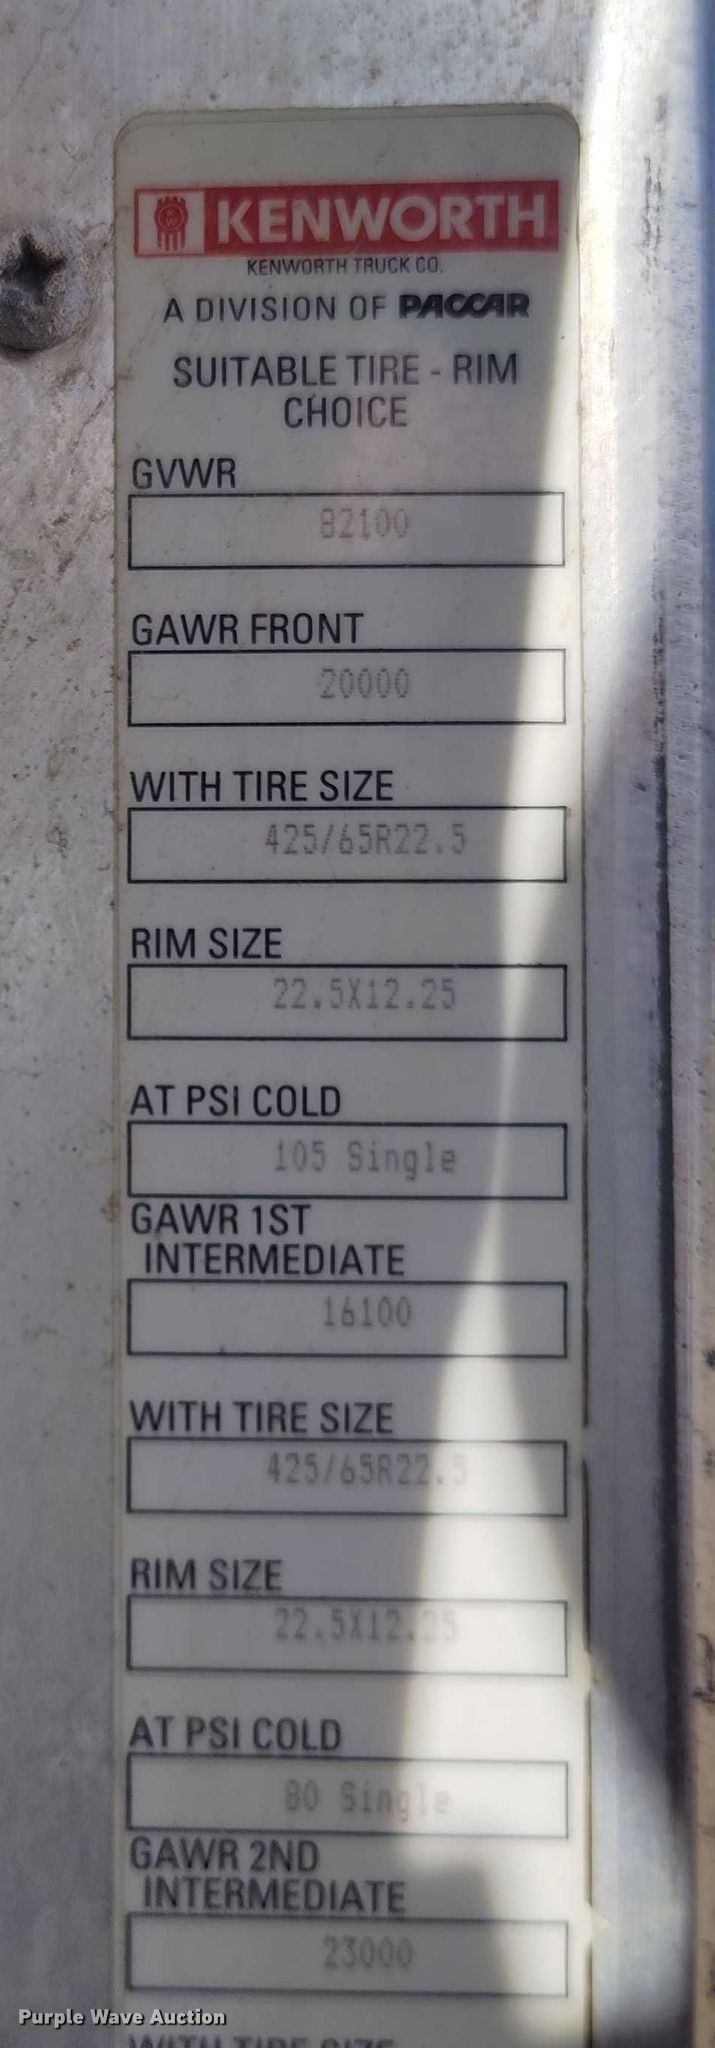 KENWORTH
KENWORTH TRUCK CO.
A DIVISION OF PACCAR
SUITABLE TIRE - RIM
CHOICE
GVWR
82100
GAWR FRONT
20000
WITH TIRE SIZE
425/65R22.5
RIM SIZE
22.5X12.25
AT PSI COLD
105 Single
GAWR 1ST
INTERMEDIATE
16100
WITH TIRE SIZE
425/65R22.5
RIM SIZE
22.5X12.25
AT PSI COLD
80 Single
GAWR 2ND
INTERMEDIATE
23000
WITH TIRE SIZE
Purple Wave Auction